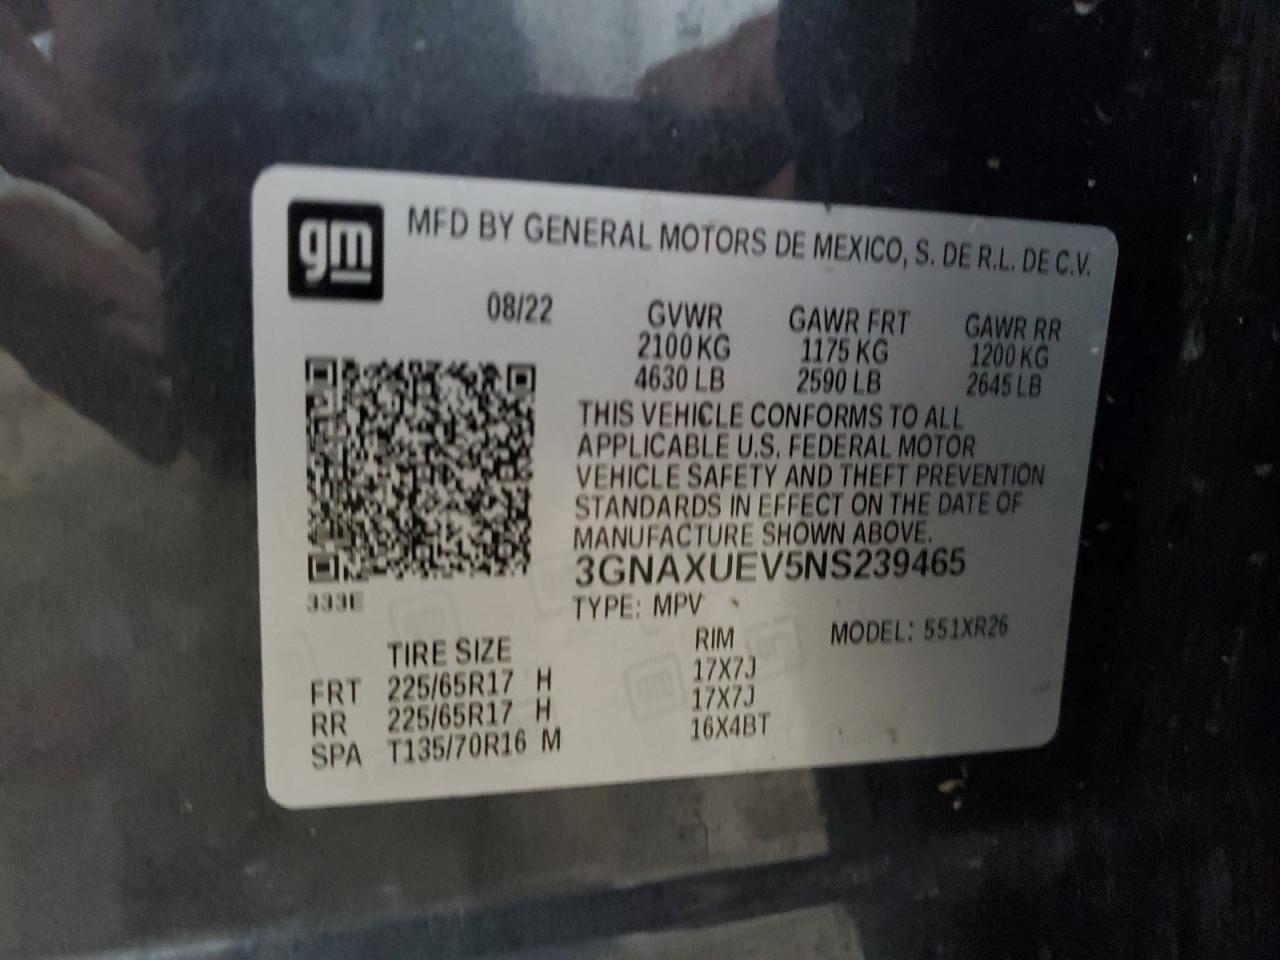 gm MFD BY GENERAL MOTORS DE MEXICO, S. DE R.L. DE C.V.
08/22 GVWR GAWR FRT GAWR RR
2100 KG 1175 KG 1200 KG
4630 LB 2590 LB 2645 LB
THIS VEHICLE CONFORMS TO ALL
APPLICABLE U.S. FEDERAL MOTOR
VEHICLE SAFETY AND THEFT PREVENTION
STANDARDS IN EFFECT ON THE DATE OF
MANUFACTURE SHOWN ABOVE.
3GNAXUEV5NS239465
333E
TYPE: MPV
MODEL: 551XR26
TIRE SIZE RIM
FRT 225/65R17 H 17X7J
RR 225/65R17 H 17X7J
SPA T135/70R16 M 16X4BT